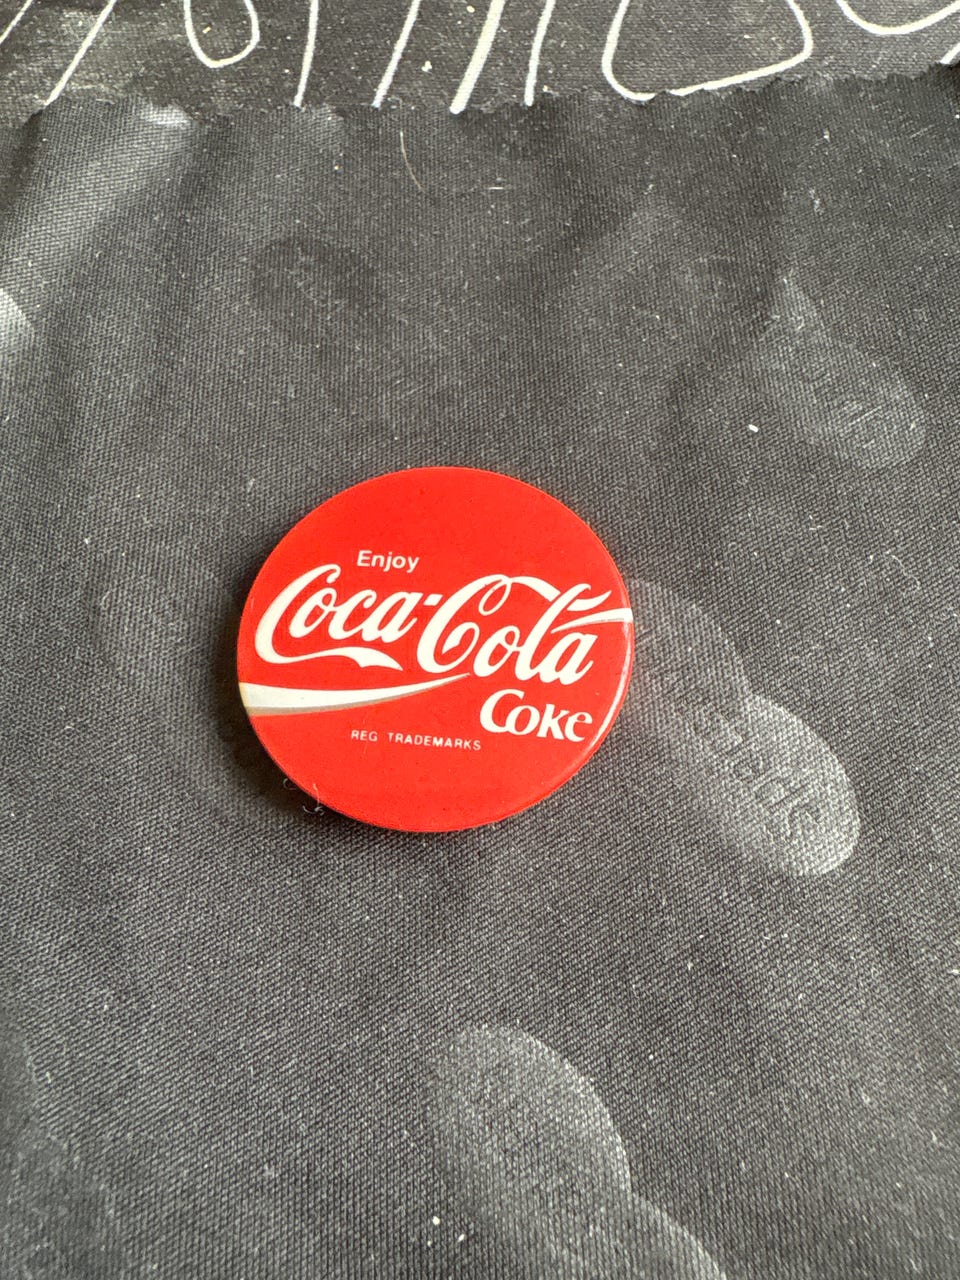 Enjoy
Coca-Cola
Coke
REG TRADEMARKS